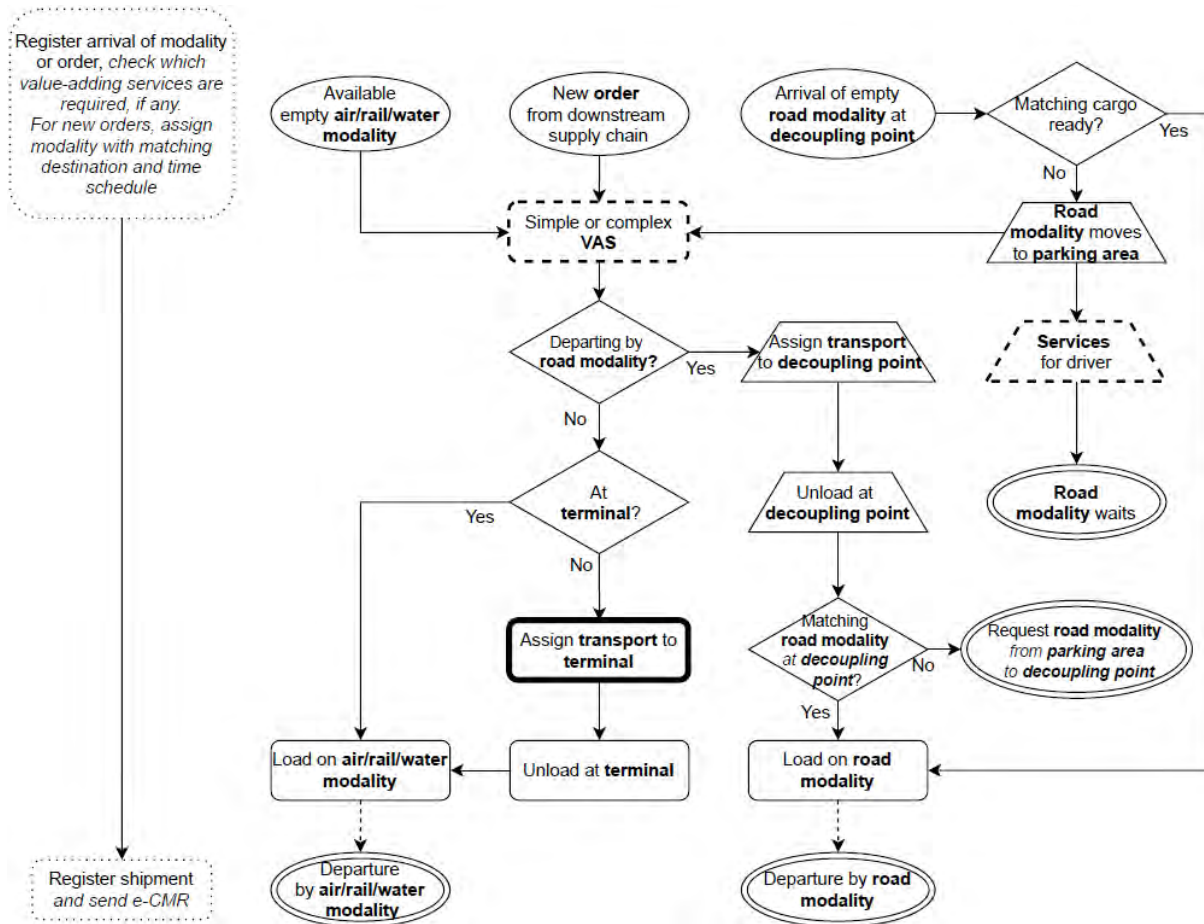 Register arrival of modality
or order, check which
value-adding services are
required, if any.
For new orders, assign
modality with matching
destination and time
schedule
Available
empty air/rail/water
modality
New order
from downstream
supply chain
Arrival of empty
road modality at
decoupling point
Matching cargo
ready?
Yes
No
Simple or complex
VAS
Road
modality moves
to parking area
Departing by
road modality?
Yes
No
Assign transport
to decoupling point
Services
for driver
At
terminal?
Yes
No
Unload at
decoupling point
Road
modality waits
Assign transport to
terminal
Matching
road modality
at decoupling
point?
No
Yes
Request road modality
from parking area
to decoupling point
Load on air/rail/water
modality
Unload at terminal
Load on road
modality
Register shipment
and send e-CMR
Departure
by air/rail/water
modality
Departure by road
modality